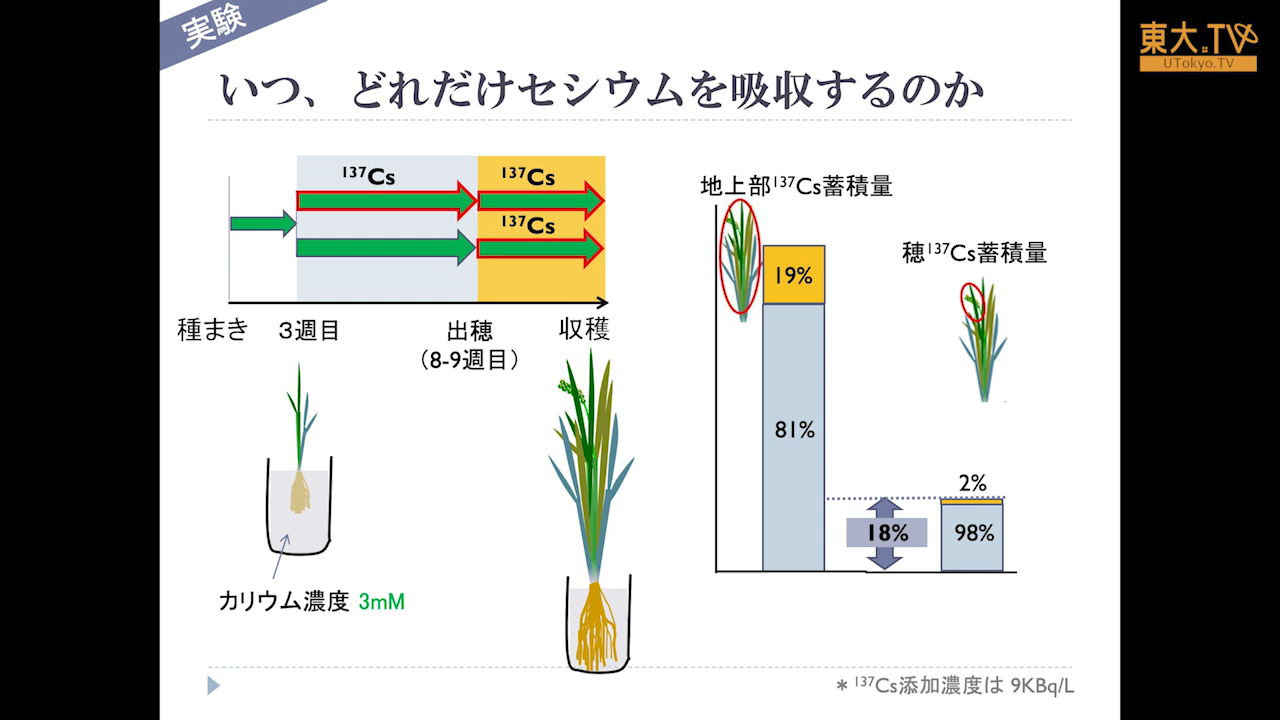 実験
東大.TV
UTokyo.TV
いつ、どれだけセシウムを吸収するのか
137Cs
137Cs
137Cs
種まき
3週目
出穂
(8-9週目)
収穫
カリウム濃度 3mM
地上部137Cs蓄積量
19%
81%
穂137Cs蓄積量
2%
18%
98%
＊137Cs添加濃度は 9KBq/L